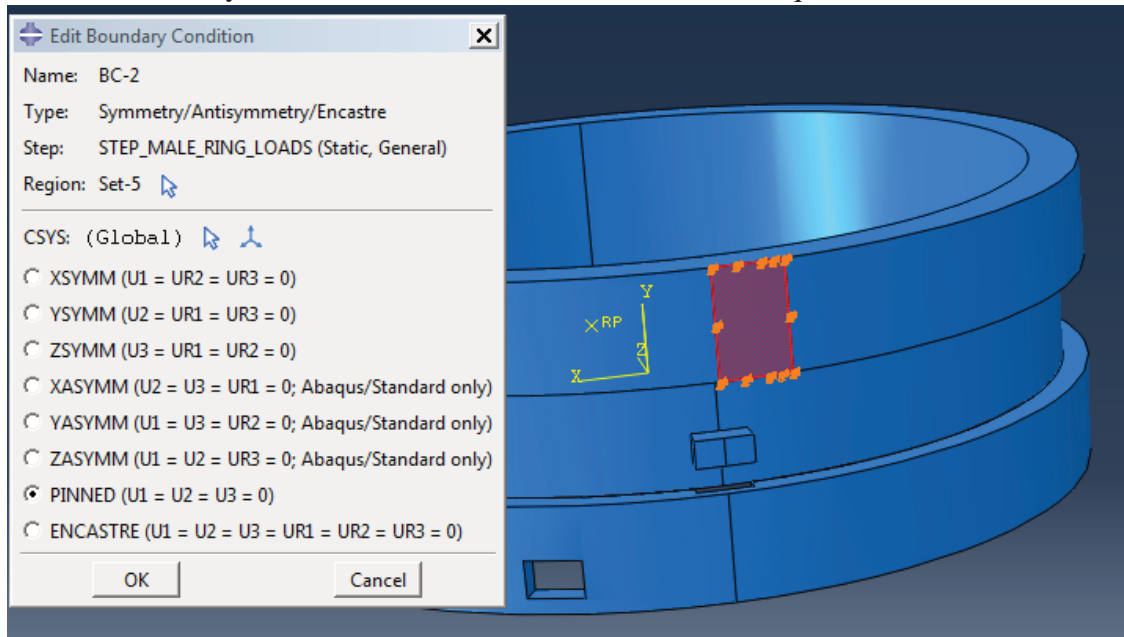 Edit Boundary Condition
Name: BC-2
Type: Symmetry/Antisymmetry/Encastre
Step: STEP_MALE_RING_LOADS (Static, General)
Region: Set-5
CSYS: (Global)
XSYMM (U1 = UR2 = UR3 = 0)
YSYMM (U2 = UR1 = UR3 = 0)
ZSYMM (U3 = UR1 = UR2 = 0)
XASYMM (U2 = U3 = UR1 = 0; Abaqus/Standard only)
YASYMM (U1 = U3 = UR2 = 0; Abaqus/Standard only)
ZASYMM (U1 = U2 = UR3 = 0; Abaqus/Standard only)
PINNED (U1 = U2 = U3 = 0)
ENCASTRE (U1 = U2 = U3 = UR1 = UR2 = UR3 = 0)
OK Cancel
Y
RP
Z
X